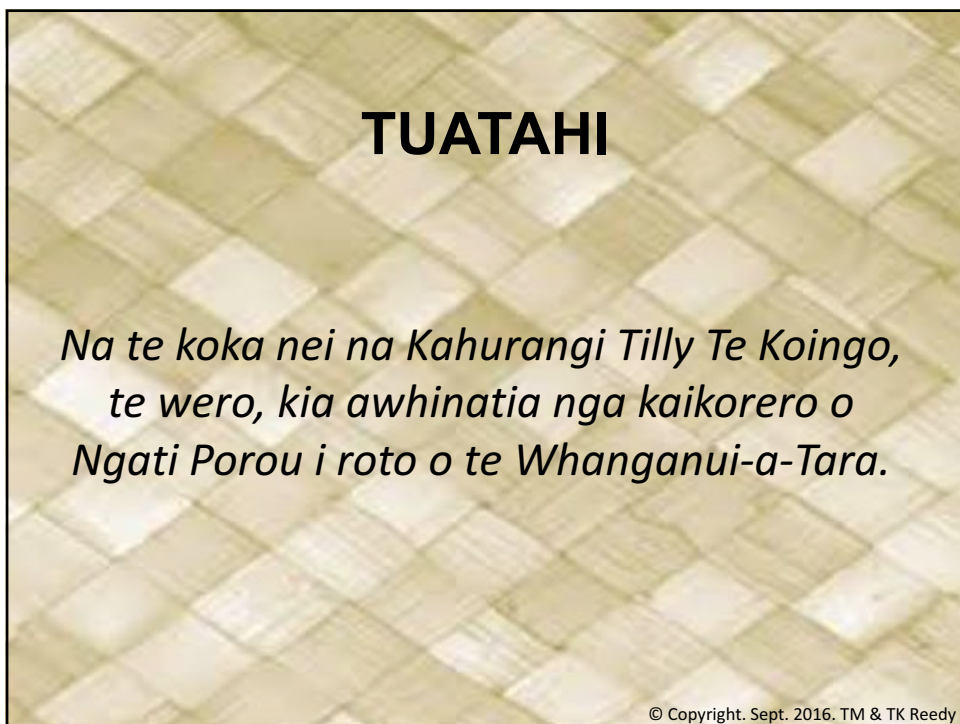 TUATAHI
Na te koka nei na Kahurangi Tilly Te Koingo,
te wero, kia awhinatia nga kaikorero o
Ngati Porou i roto o te Whanganui-a-Tara.
© Copyright. Sept. 2016. TM & TK Reedy